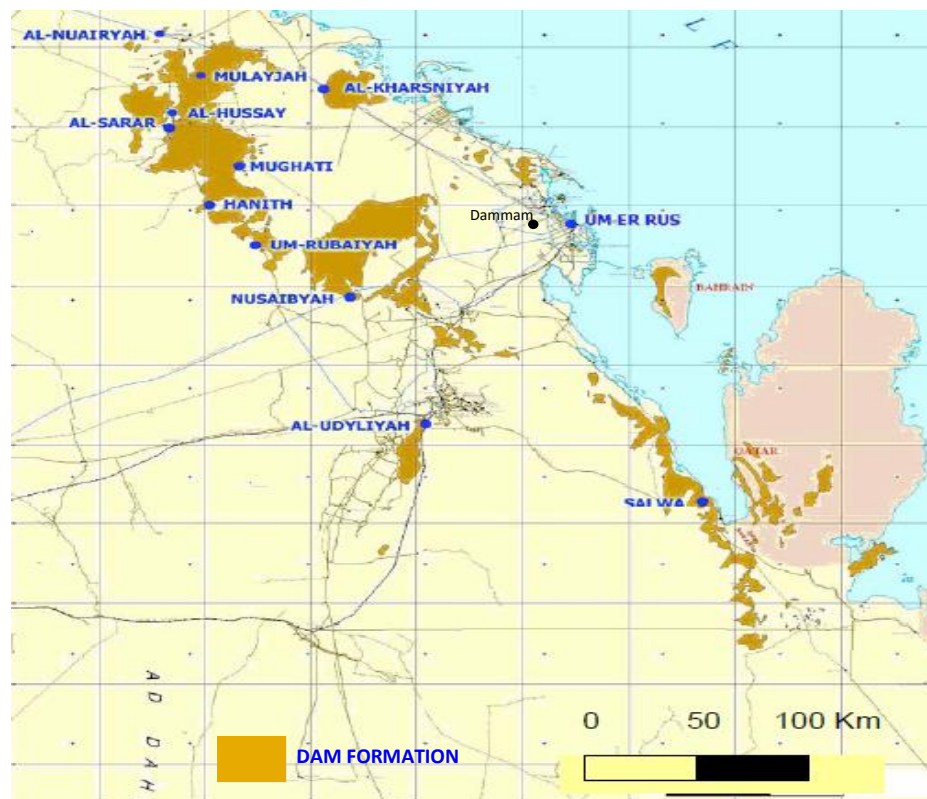 L F
AL-NUAIRYAH
MULAYJAH
AL-KHARSNIYAH
AL-HUSSAY
AL-SARAR
MUGHATI
HANITH
Dammam
UM-ER RUS
UM-RUBAIYAH
BAHRAIN
NUSAIBYAH
AL-UDYLIYAH
QATAR
SALWA
AD DAH
0 50 100 Km
DAM FORMATION